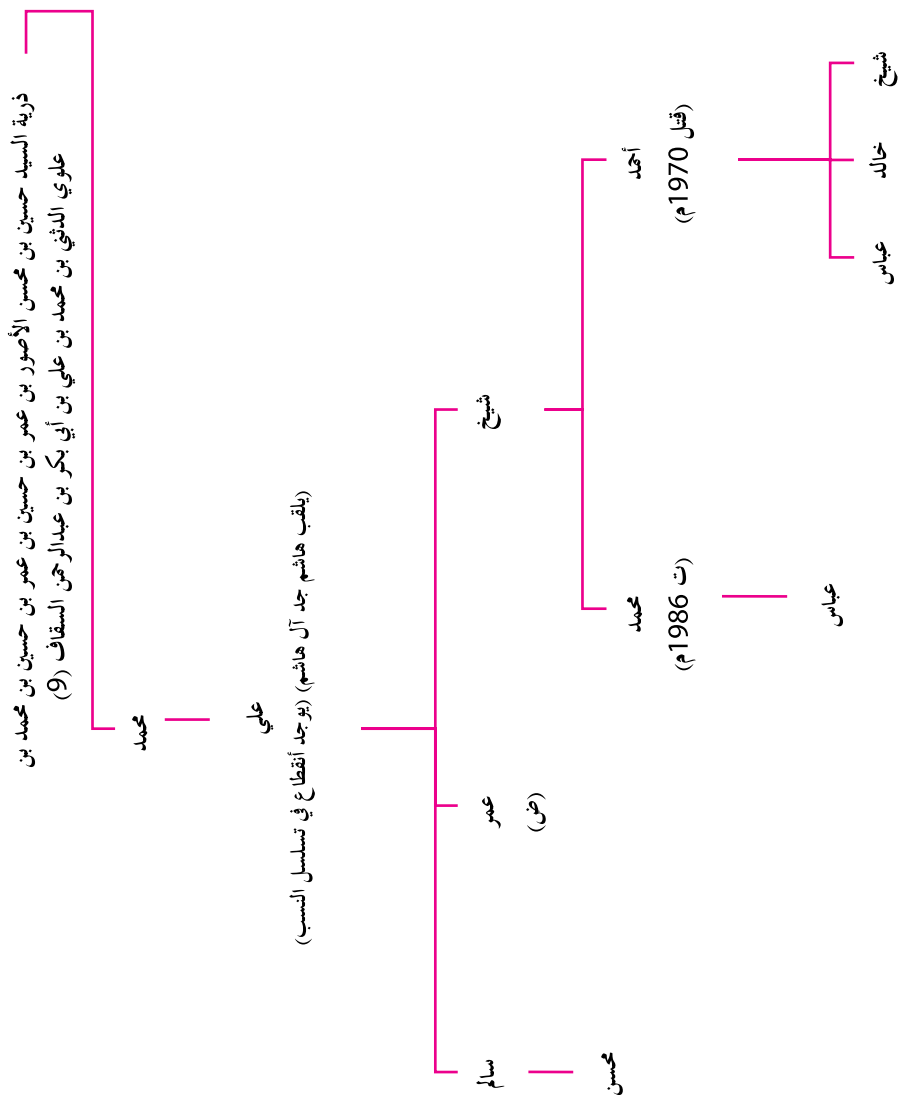 ذرية السيد حسين بن محسن الأصور بن عمر بن حسين بن عمر بن حسين بن محمد بن
علوي الدثني بن محمد بن علي بن أبي بكر بن عبدالرحمن السقاف (9)
محمد
علي
(يلقب هاشم جد آل هاشم) (يوجد أنقطاع في تسلسل النسب)
شيخ
عمر
(ض)
سالم
محسن
أحمد
(قتل 1970م)
محمد
(ت 1986م)
شيخ
خالد
عباس
عباس